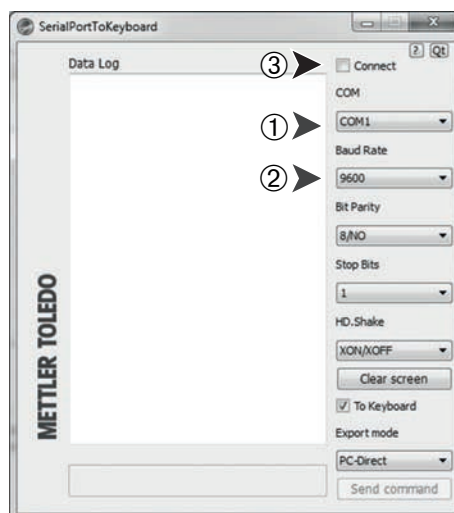 SerialPortToKeyboard
? Qt
Data Log
③ Connect
COM
① COM1
Baud Rate
② 9600
Bit Parity
8/NO
Stop Bits
1
HD.Shake
XON/XOFF
Clear screen
To Keyboard
Export mode
PC-Direct
Send command
METTLER TOLEDO